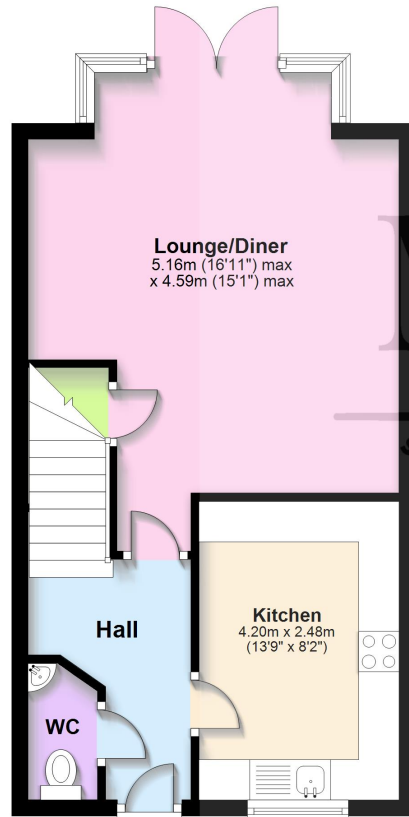 Lounge/Diner
5.16m (16'11") max
x 4.59m (15'1") max
Kitchen
4.20m x 2.48m
(13'9" x 8'2")
Hall
WC